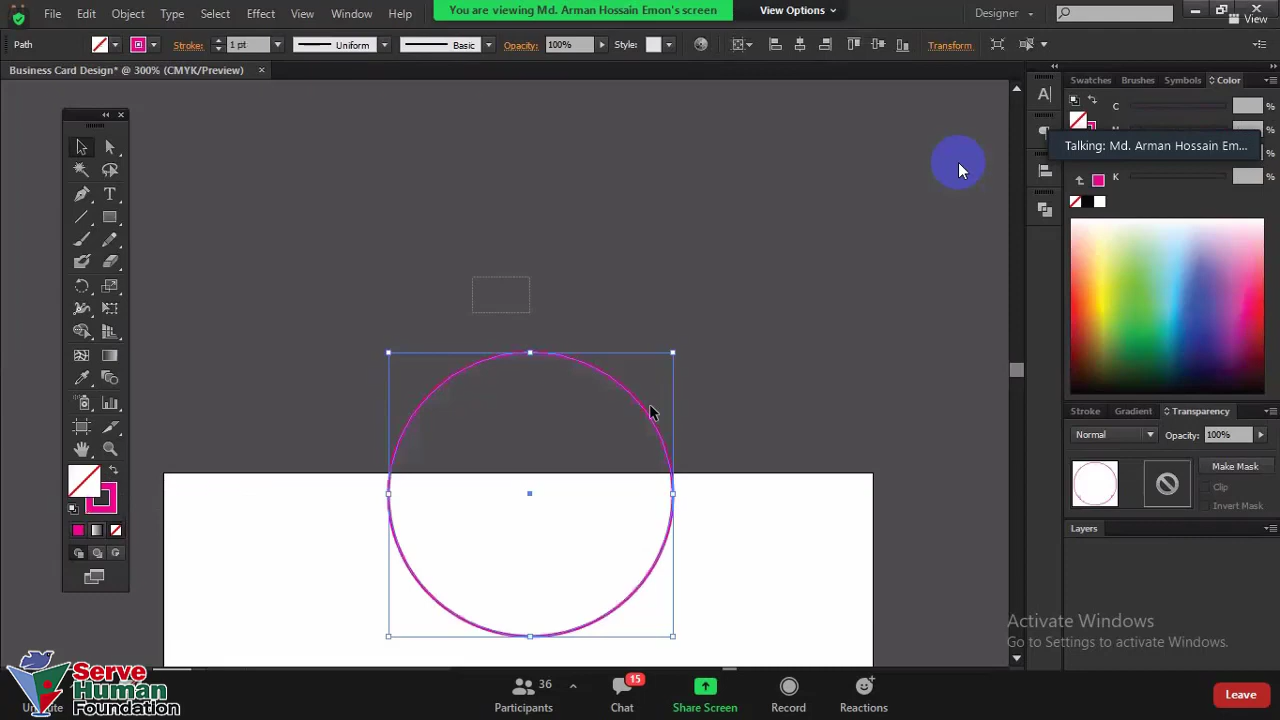 File Edit Object Type Select Effect View Window Help
You are viewing Md. Arman Hossain Emon's screen
View Options
Designer
View
Path
Stroke: 1 pt
Uniform
Basic
Opacity: 100%
Style:
Transform
Business Card Design* @ 300% (CMYK/Preview)
Swatches Brushes Symbols Color
C %
%
Talking: Md. Arman Hossain Em...
%
K %
Stroke Gradient Transparency
Normal
Opacity: 100%
Make Mask
Clip
Invert Mask
Layers
Activate Windows
Go to Settings to activate Windows.
Serve
Human
Foundation
36
Participants
15
Chat
Share Screen
Record
Reactions
Leave